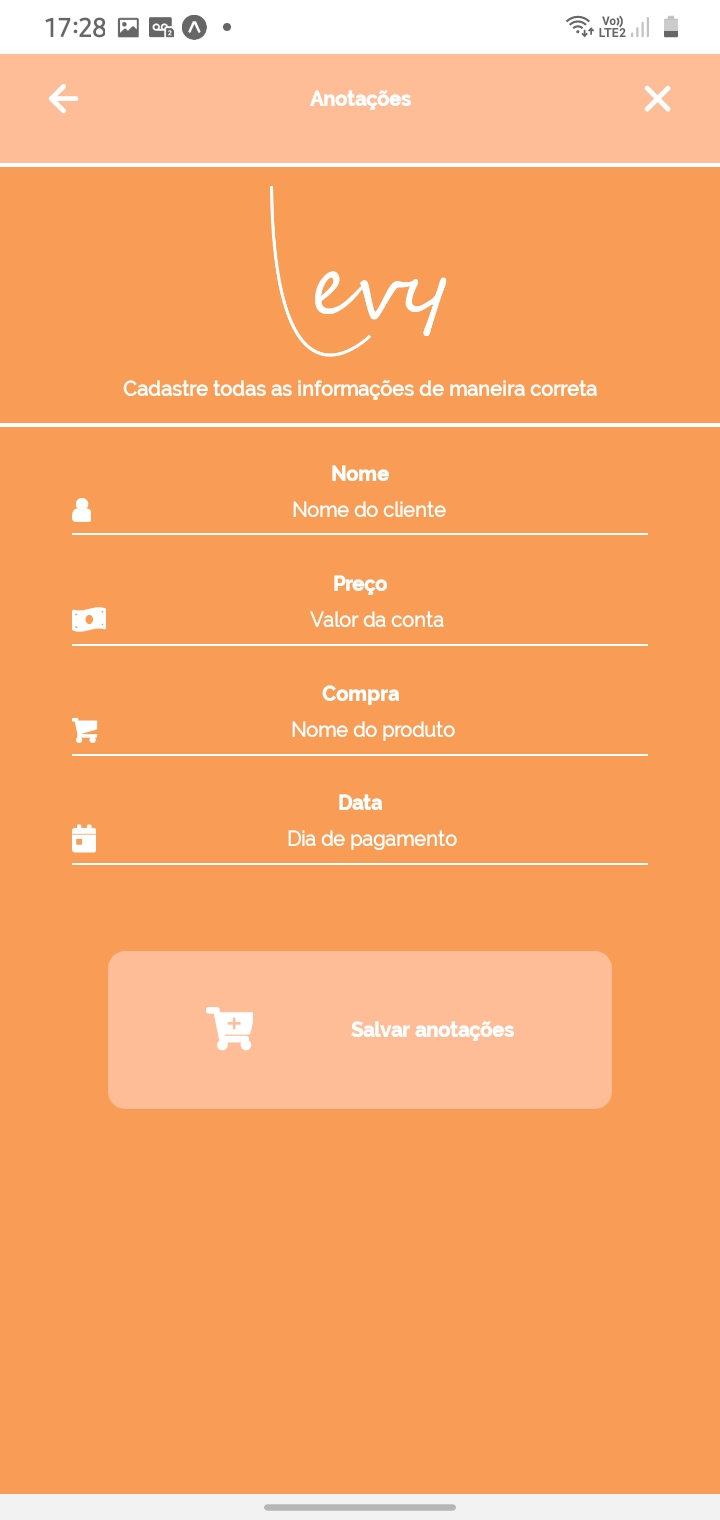 17:28
Vo))
LTE2
Anotações
Levy
Cadastre todas as informações de maneira correta
Nome
Nome do cliente
Preço
Valor da conta
Compra
Nome do produto
Data
Dia de pagamento
Salvar anotações